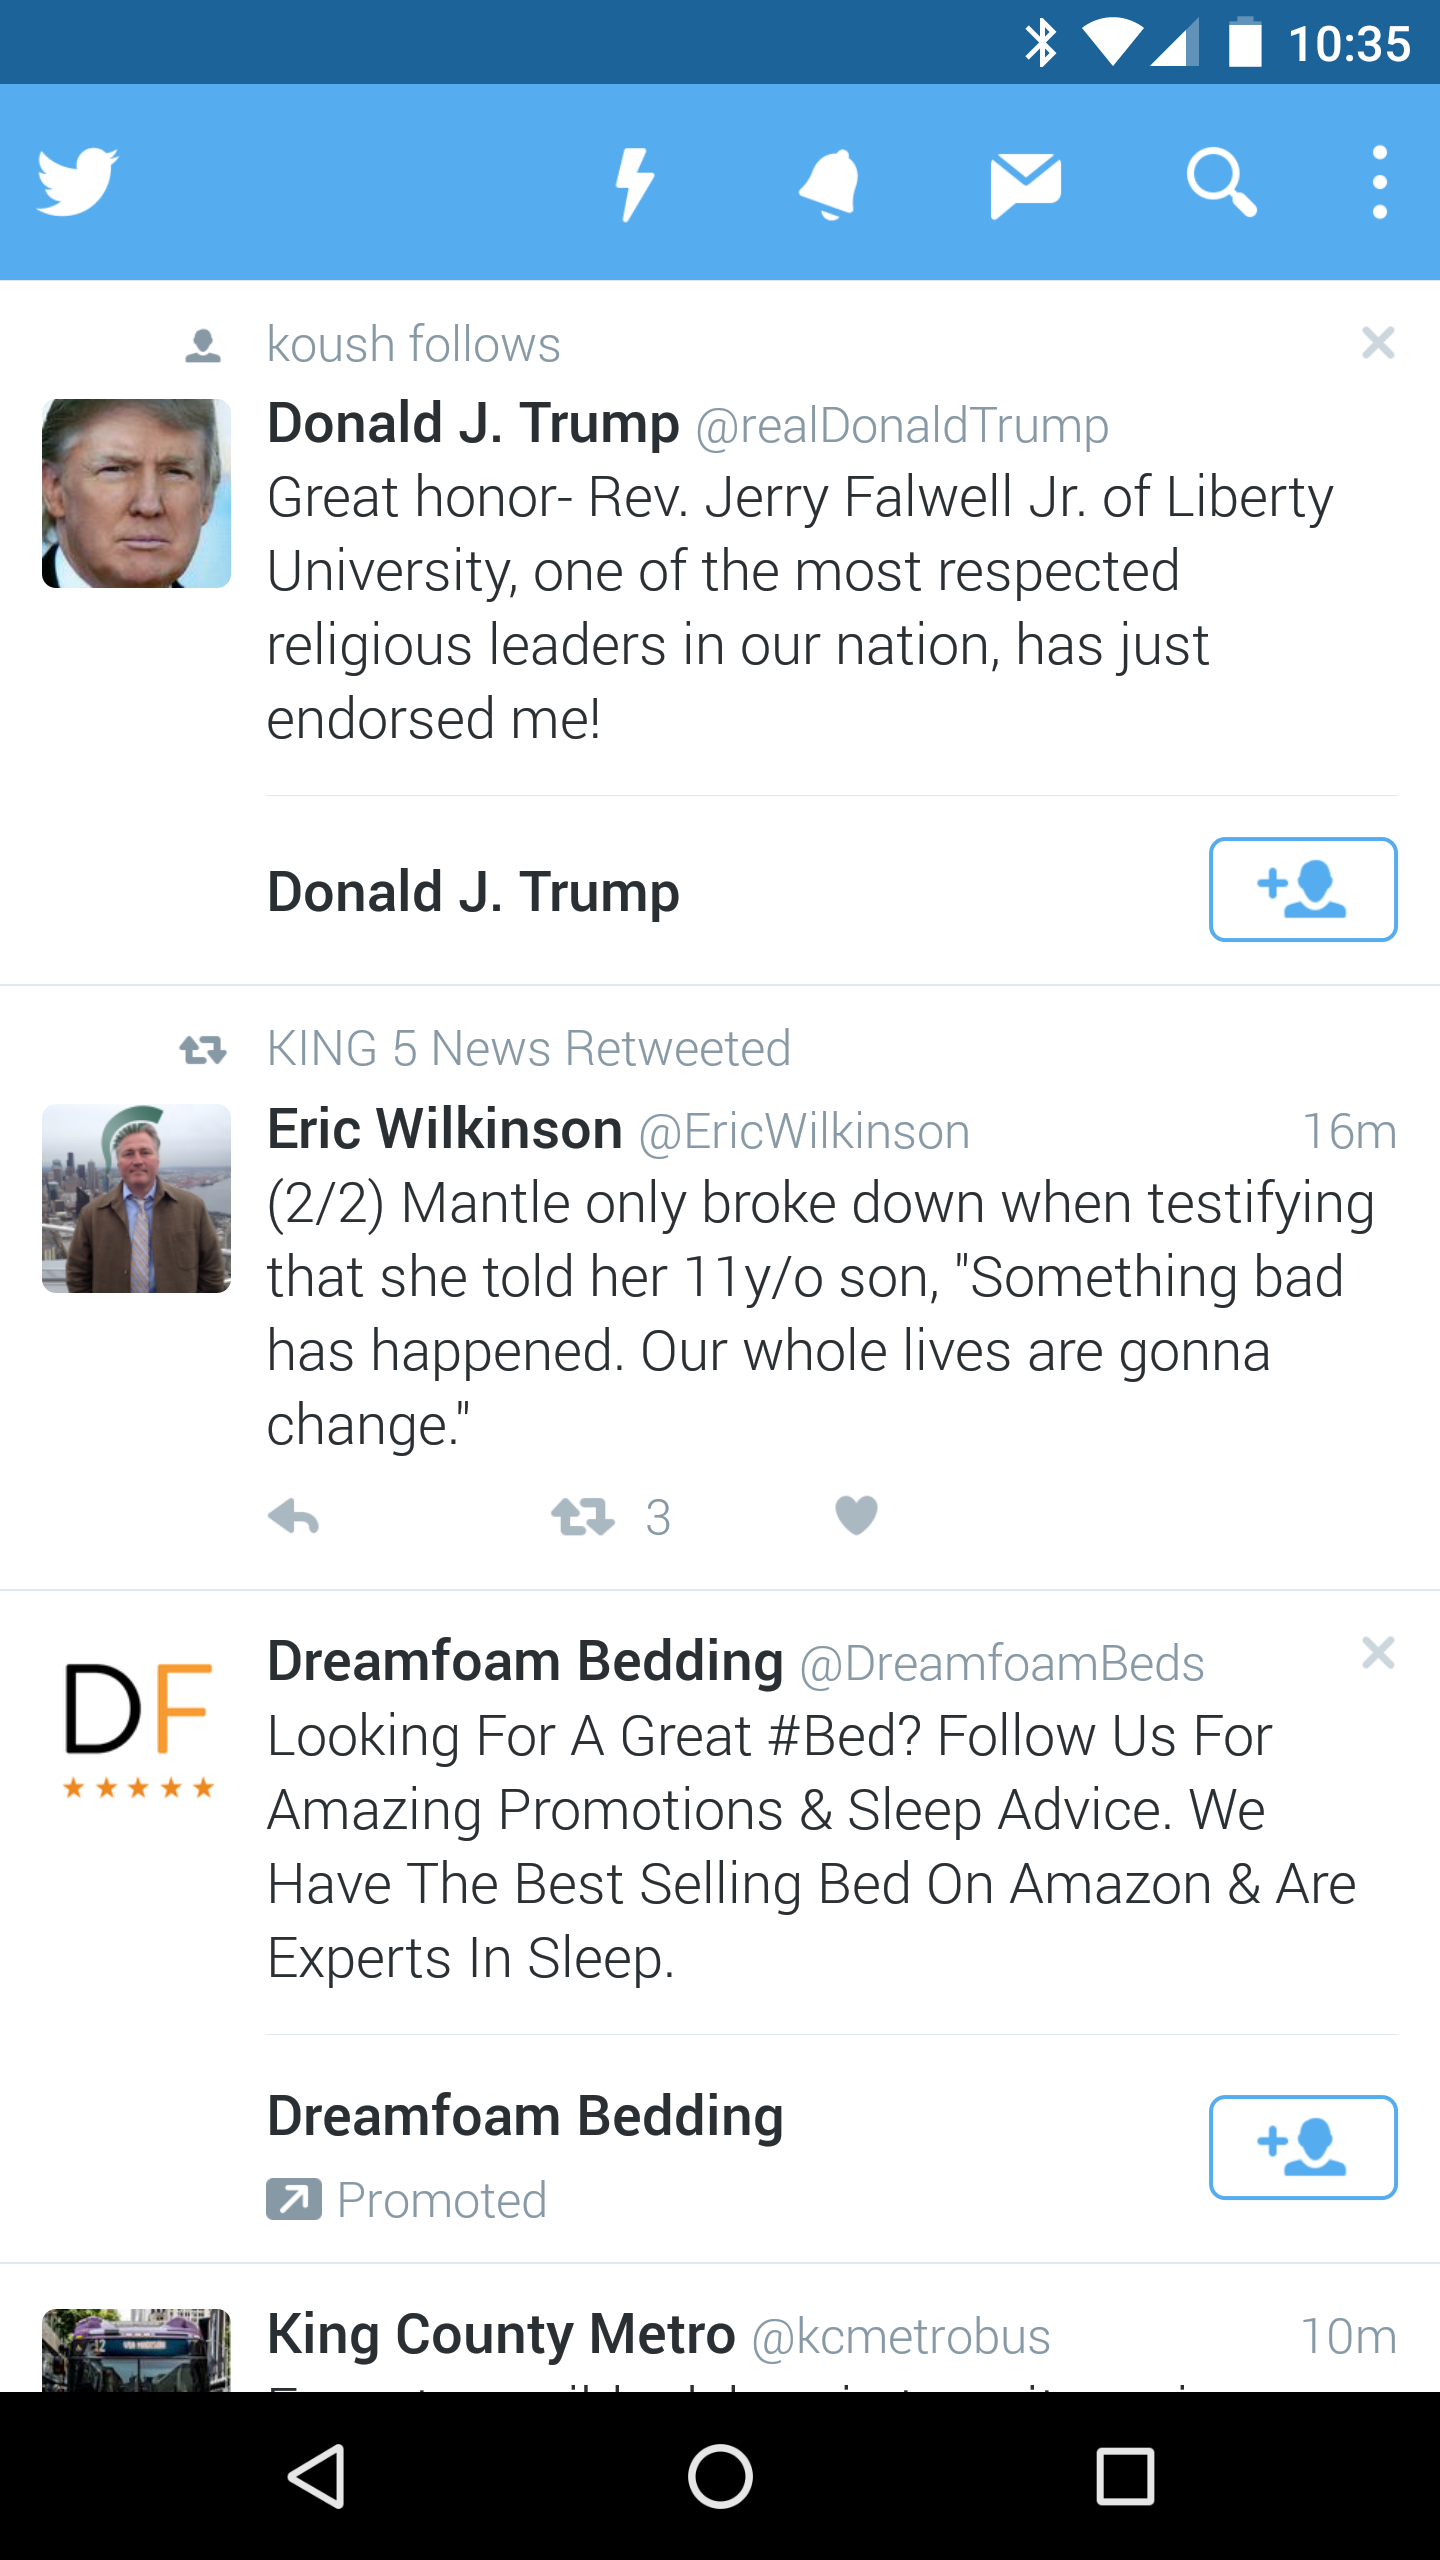 10:35
koush follows
Donald J. Trump @realDonaldTrump
Great honor- Rev. Jerry Falwell Jr. of Liberty
University, one of the most respected
religious leaders in our nation, has just
endorsed me!
Donald J. Trump
KING 5 News Retweeted
Eric Wilkinson @EricWilkinson 16m
(2/2) Mantle only broke down when testifying
that she told her 11y/o son, "Something bad
has happened. Our whole lives are gonna
change."
3
DF
Dreamfoam Bedding @DreamfoamBeds
Looking For A Great #Bed? Follow Us For
Amazing Promotions & Sleep Advice. We
Have The Best Selling Bed On Amazon & Are
Experts In Sleep.
Dreamfoam Bedding
Promoted
King County Metro @kcmetrobus 10m
12